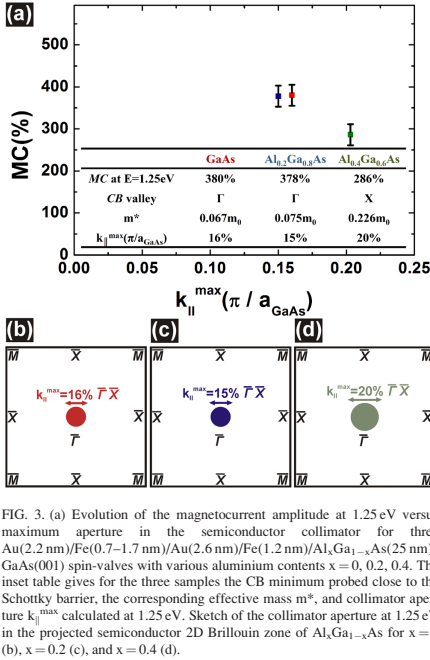 (a)
MC(%)
500
400
300
200
100
0
GaAs Al0.2Ga0.8As Al0.4Ga0.6As
MC at E=1.25eV 380% 378% 286%
CB valley Γ Γ X
m* 0.067m0 0.075m0 0.226m0
k||max(π/aGaAs) 16% 15% 20%
0.00 0.05 0.10 0.15 0.20 0.25
k||max(π / aGaAs)
(b) (c) (d)
M̅ X̅ M̅ M̅ X̅ M̅ M̅ X̅ M̅
k||max=16% Γ̅ X̅ k||max=15% Γ̅ X̅ k||max=20% Γ̅ X̅
X̅ X̅ X̅ X̅ X̅ X̅
Γ̅ Γ̅ Γ̅
M̅ X̅ M̅ M̅ X̅ M̅ M̅ X̅ M̅
FIG. 3. (a) Evolution of the magnetocurrent amplitude at 1.25 eV versu
maximum aperture in the semiconductor collimator for thre
Au(2.2 nm)/Fe(0.7–1.7 nm)/Au(2.6 nm)/Fe(1.2 nm)/AlxGa1−xAs(25 nm)
GaAs(001) spin-valves with various aluminium contents x = 0, 0.2, 0.4. Th
inset table gives for the three samples the CB minimum probed close to th
Schottky barrier, the corresponding effective mass m*, and collimator ape
ture k||max calculated at 1.25 eV. Sketch of the collimator aperture at 1.25 e
in the projected semiconductor 2D Brillouin zone of AlxGa1−xAs for x =
(b), x = 0.2 (c), and x = 0.4 (d).